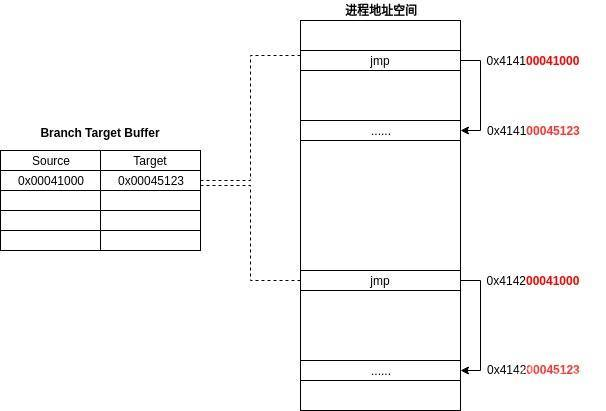 进程地址空间
jmp
0x414100041000
Branch Target Buffer
......
0x414100045123
Source
Target
0x00041000
0x00045123
jmp
0x414200041000
......
0x414200045123